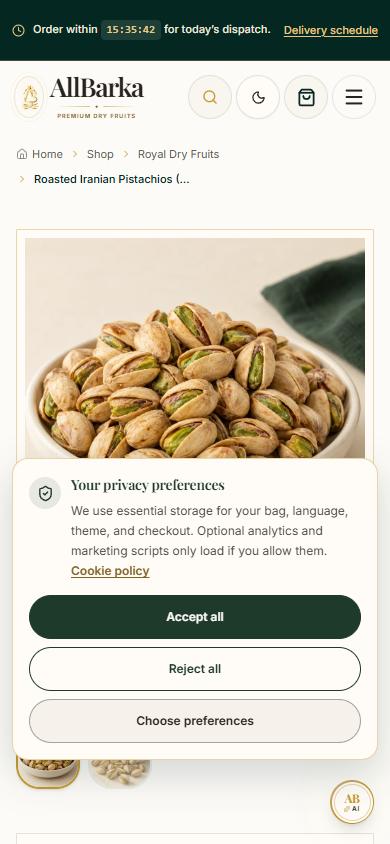 Order within 15:35:42 for today's dispatch. Delivery schedule
AllBarka
PREMIUM DRY FRUITS
Home > Shop > Royal Dry Fruits
> Roasted Iranian Pistachios (...
Your privacy preferences
We use essential storage for your bag, language,
theme, and checkout. Optional analytics and
marketing scripts only load if you allow them.
Cookie policy
Accept all
Reject all
Choose preferences
AB
AI